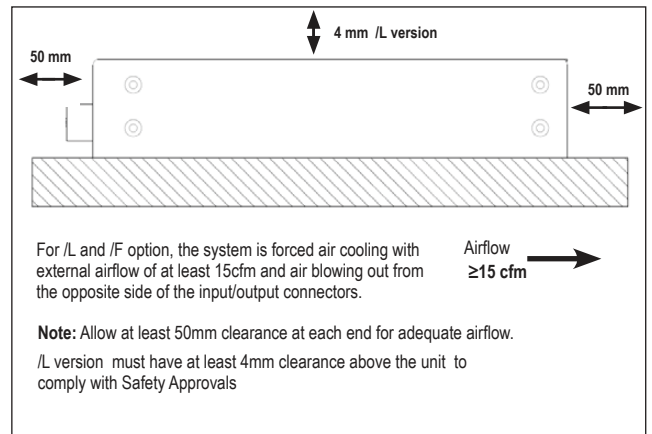 4 mm /L version
50 mm
50 mm
For /L and /F option, the system is forced air cooling with
external airflow of at least 15cfm and air blowing out from
the opposite side of the input/output connectors.
Airflow
≥15 cfm
Note: Allow at least 50mm clearance at each end for adequate airflow.
/L version must have at least 4mm clearance above the unit to
comply with Safety Approvals